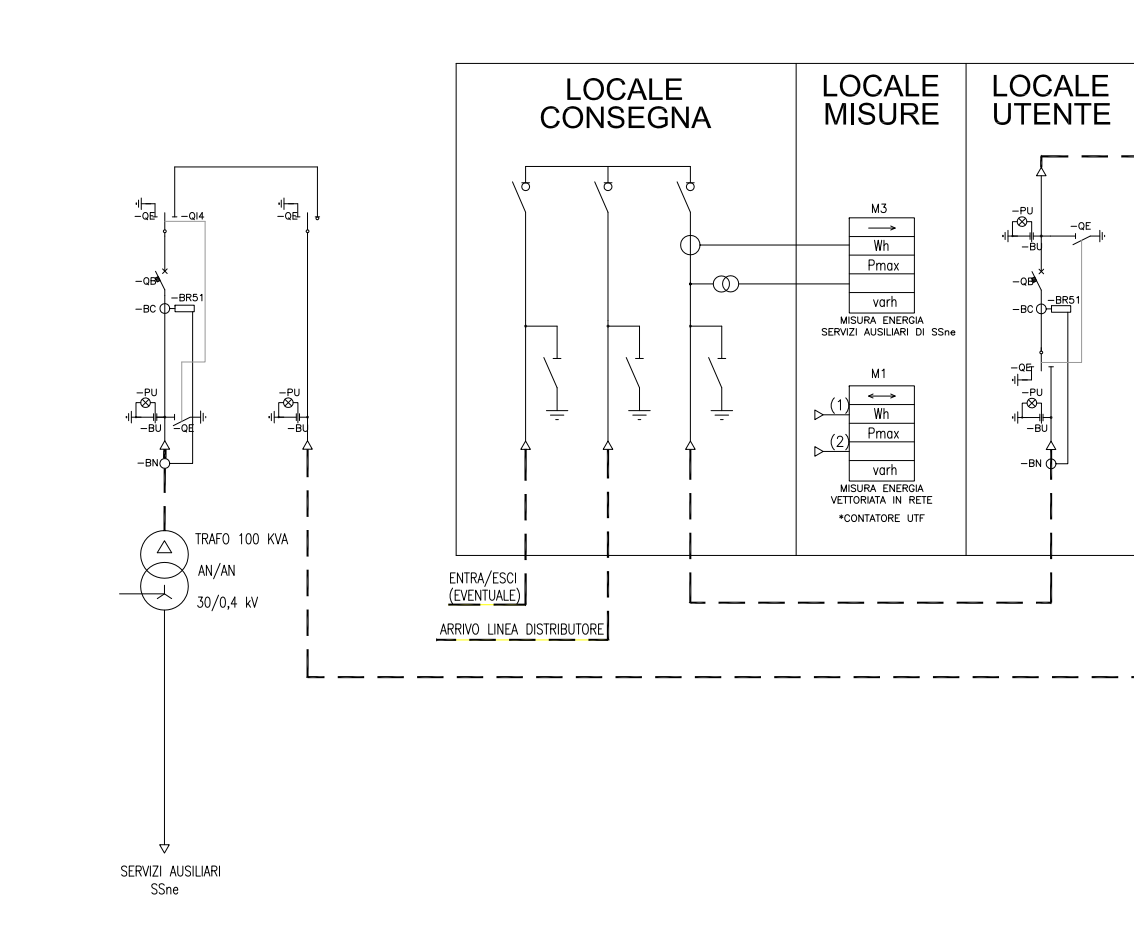 LOCALE
CONSEGNA
LOCALE
MISURE
LOCALE
UTENTE
-QE
-QI4
-QB
-BC
-BR51
-PU
-BU
-QE
-BN
-QE
-PU
-BU
TRAFO 100 KVA
AN/AN
30/0,4 kV
SERVIZI AUSILIARI
SSne
M3
Wh
Pmax
varh
MISURA ENERGIA
SERVIZI AUSILIARI DI SSne
M1
(1)
Wh
Pmax
(2)
varh
MISURA ENERGIA
VETTORIATA IN RETE
*CONTATORE UTF
ENTRA/ESCI
(EVENTUALE)
ARRIVO LINEA DISTRIBUTORE
-PU
-QE
-BU
-QB
-BR51
-BC
-QE
-PU
-BU
-BN